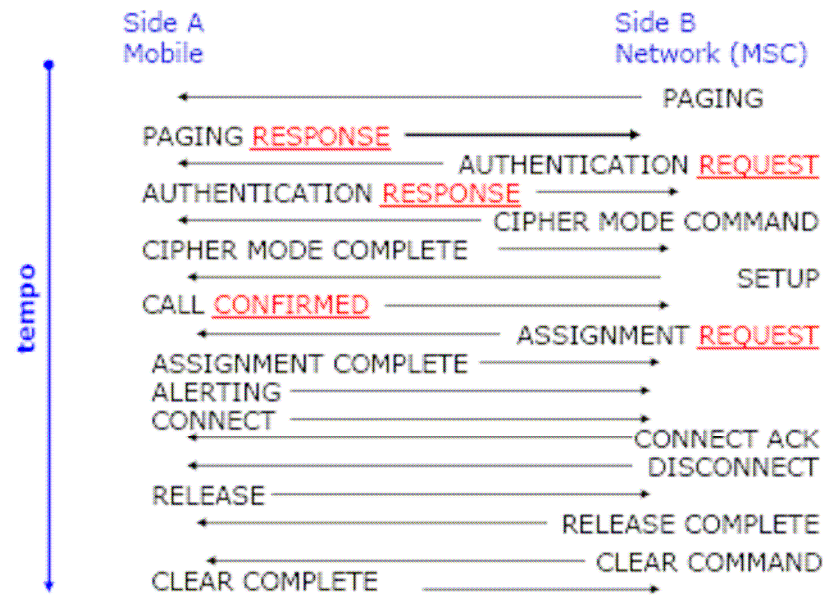 Side A
Mobile
Side B
Network (MSC)
PAGING
PAGING RESPONSE
AUTHENTICATION REQUEST
AUTHENTICATION RESPONSE
CIPHER MODE COMMAND
CIPHER MODE COMPLETE
SETUP
CALL CONFIRMED
ASSIGNMENT REQUEST
ASSIGNMENT COMPLETE
ALERTING
CONNECT
CONNECT ACK
DISCONNECT
RELEASE
RELEASE COMPLETE
CLEAR COMMAND
CLEAR COMPLETE
tempo